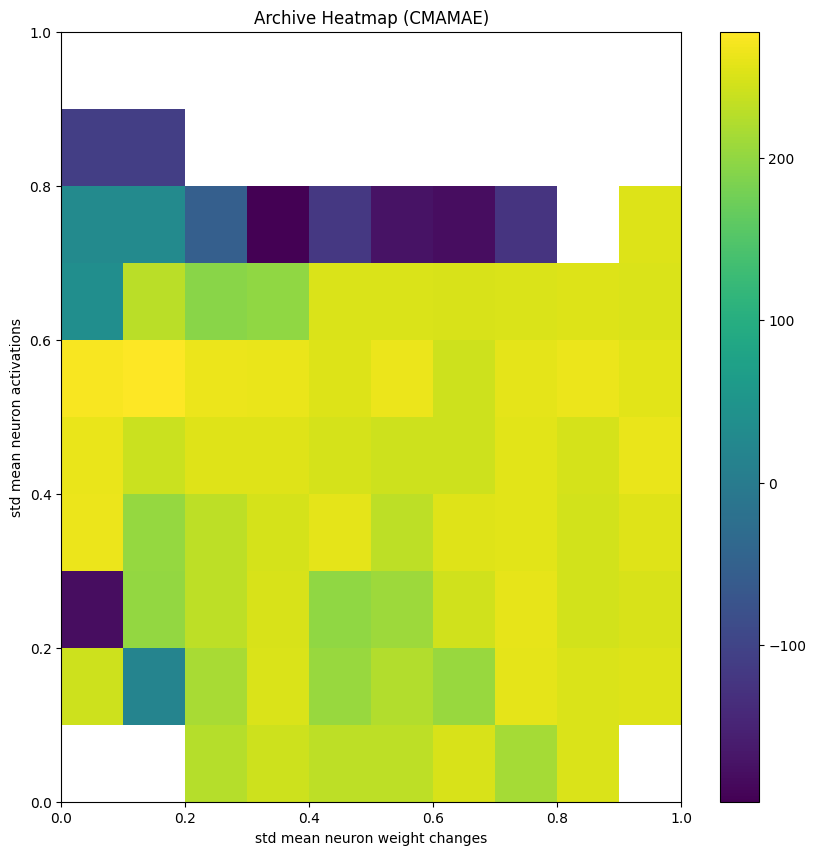 Archive Heatmap (CMAMAE)
1.0
0.8
0.6
0.4
0.2
0.0
std mean neuron activations
0.0 0.2 0.4 0.6 0.8 1.0
std mean neuron weight changes
200
100
0
−100